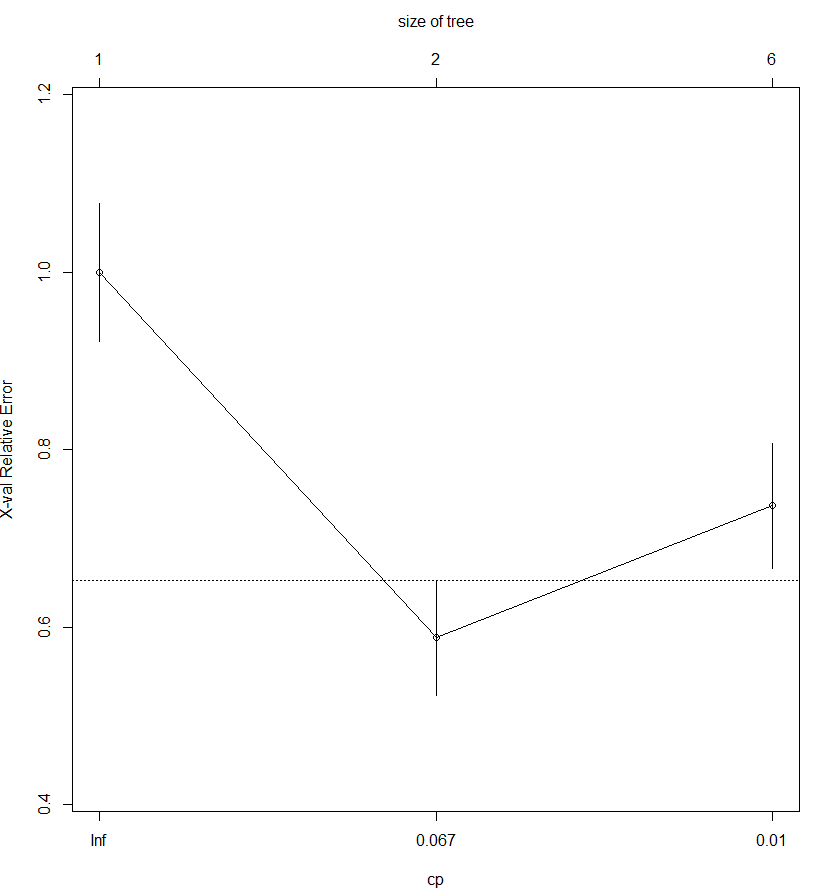 size of tree
1 2 6
1.2
1.0
0.8
0.6
0.4
X-val Relative Error
Inf 0.067 0.01
cp